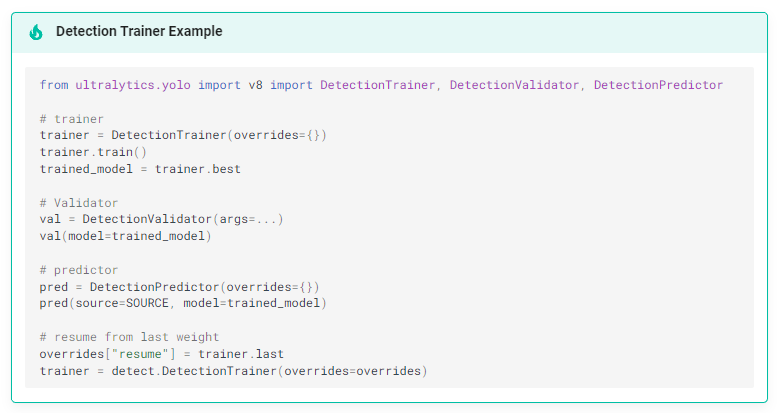 Detection Trainer Example
from ultralytics.yolo import v8 import DetectionTrainer, DetectionValidator, DetectionPredictor
# trainer
trainer = DetectionTrainer(overrides={})
trainer.train()
trained_model = trainer.best
# Validator
val = DetectionValidator(args=...)
val(model=trained_model)
# predictor
pred = DetectionPredictor(overrides={})
pred(source=SOURCE, model=trained_model)
# resume from last weight
overrides["resume"] = trainer.last
trainer = detect.DetectionTrainer(overrides=overrides)